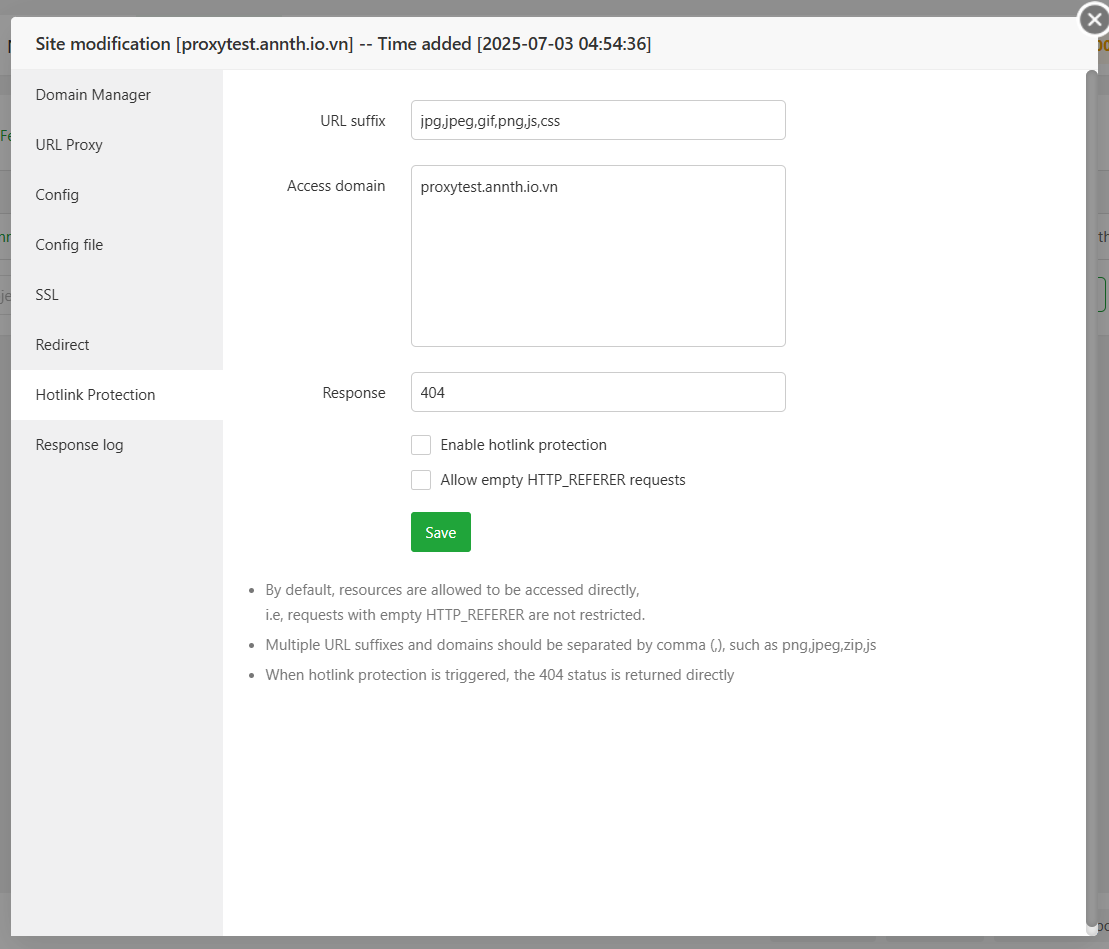 Site modification [proxytest.annth.io.vn] -- Time added [2025-07-03 04:54:36]
Domain Manager
URL Proxy
Config
Config file
SSL
Redirect
Hotlink Protection
Response log
URL suffix
jpg,jpeg,gif,png,js,css
Access domain
proxytest.annth.io.vn
Response
404
Enable hotlink protection
Allow empty HTTP_REFERER requests
Save
By default, resources are allowed to be accessed directly,
i.e, requests with empty HTTP_REFERER are not restricted.
Multiple URL suffixes and domains should be separated by comma (,), such as png,jpeg,zip,js
When hotlink protection is triggered, the 404 status is returned directly